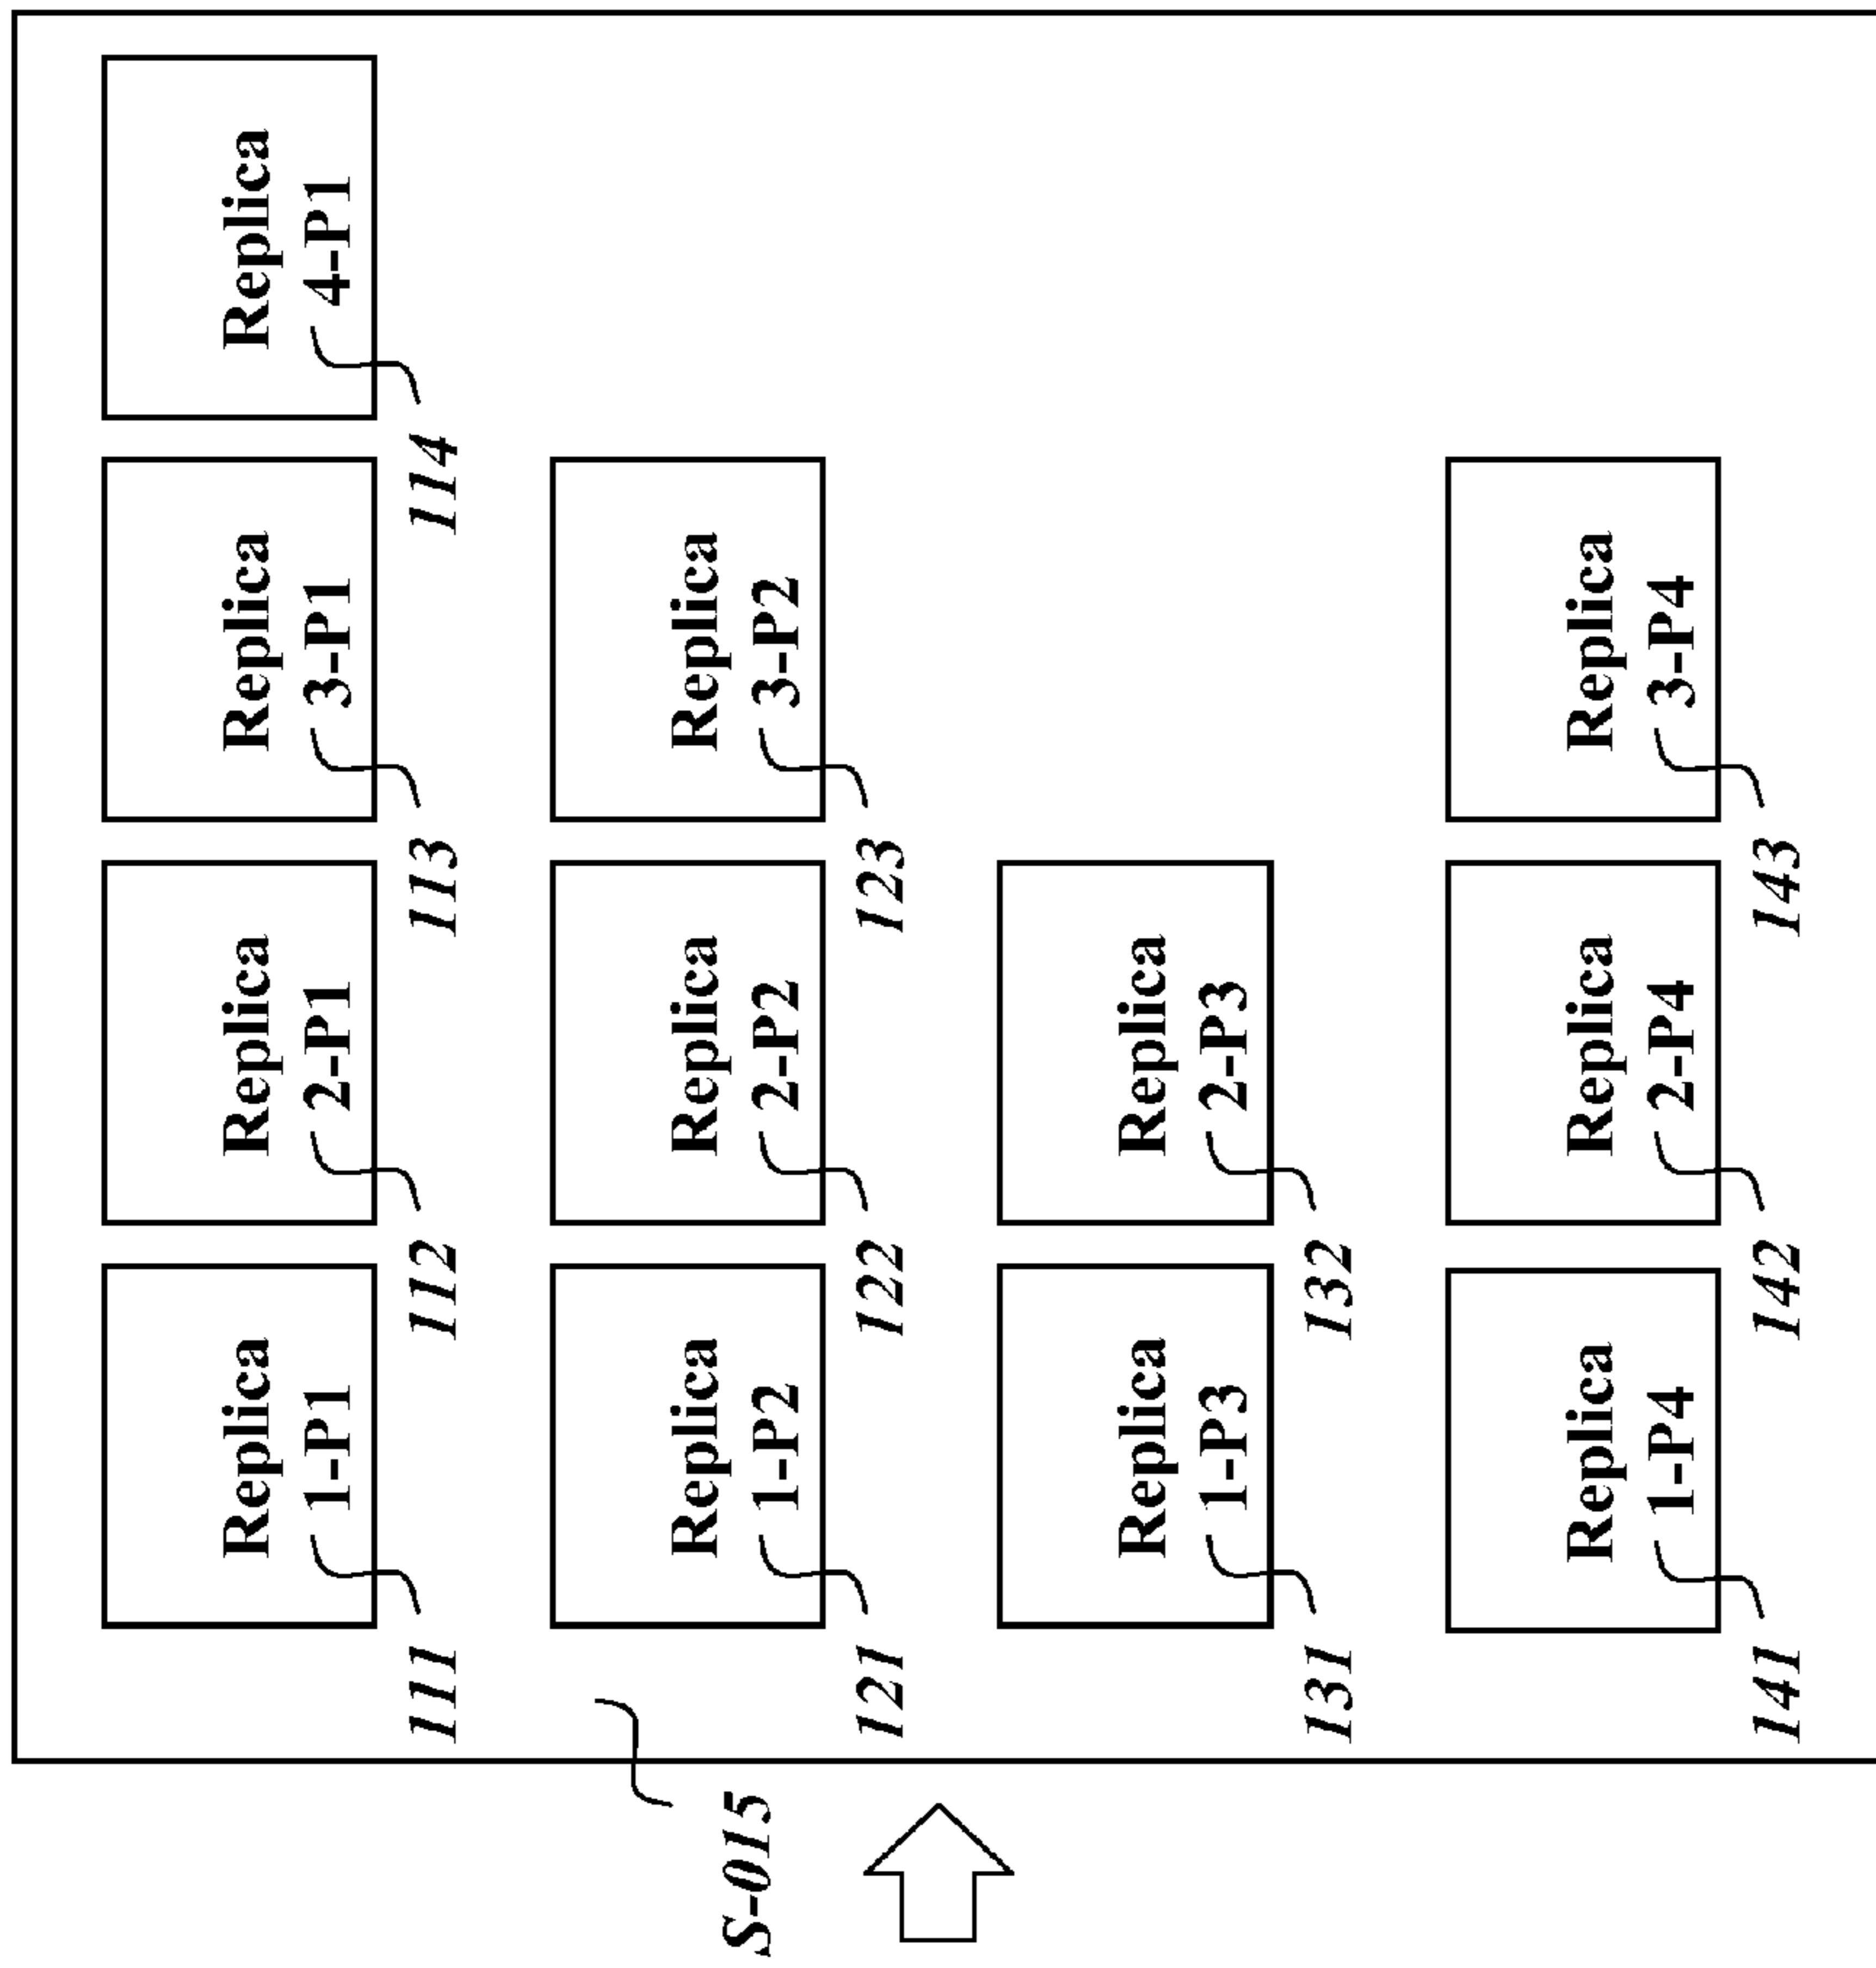 Replica
1-P1
111
Replica
2-P1
112
Replica
3-P1
113
Replica
4-P1
114
Replica
1-P2
121
Replica
2-P2
122
Replica
3-P2
123
Replica
1-P3
131
Replica
2-P3
132
Replica
1-P4
141
Replica
2-P4
142
Replica
3-P4
143
S-015